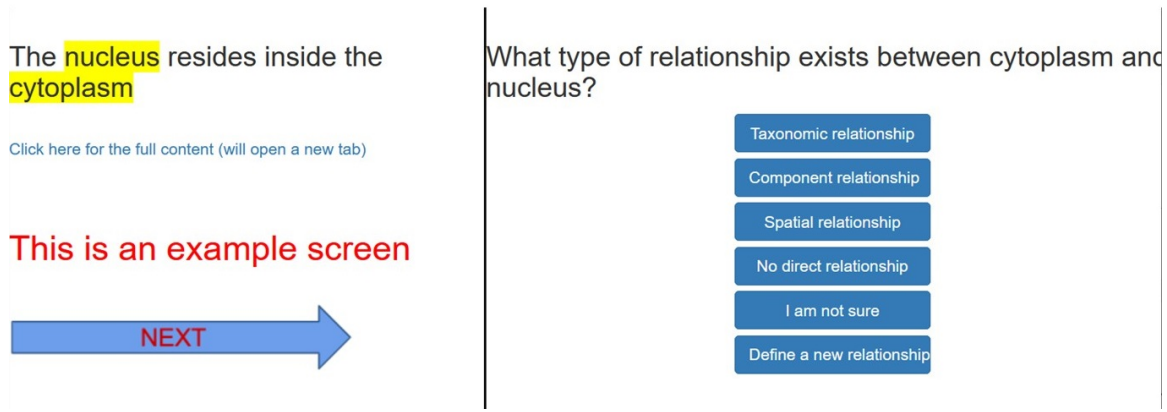 The nucleus resides inside the
cytoplasm
Click here for the full content (will open a new tab)
This is an example screen
NEXT
What type of relationship exists between cytoplasm and
nucleus?
Taxonomic relationship
Component relationship
Spatial relationship
No direct relationship
I am not sure
Define a new relationship